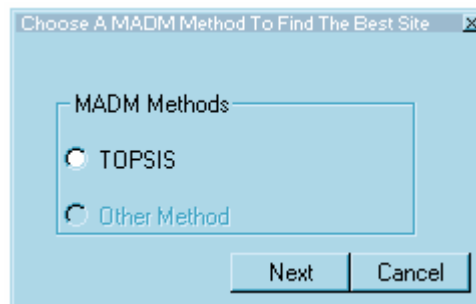 Choose A MADM Method To Find The Best Site
MADM Methods
TOPSIS
Other Method
Next
Cancel